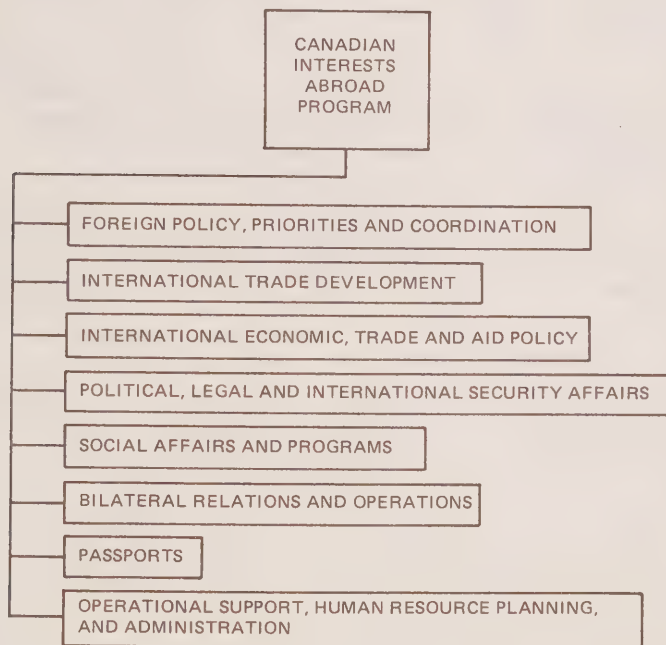 CANADIAN
INTERESTS
ABROAD
PROGRAM
FOREIGN POLICY, PRIORITIES AND COORDINATION
INTERNATIONAL TRADE DEVELOPMENT
INTERNATIONAL ECONOMIC, TRADE AND AID POLICY
POLITICAL, LEGAL AND INTERNATIONAL SECURITY AFFAIRS
SOCIAL AFFAIRS AND PROGRAMS
BILATERAL RELATIONS AND OPERATIONS
PASSPORTS
OPERATIONAL SUPPORT, HUMAN RESOURCE PLANNING,
AND ADMINISTRATION